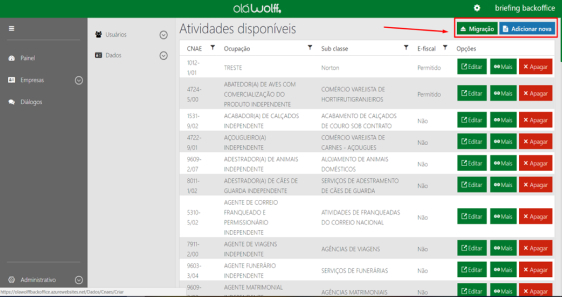 oláwolff.
briefing backoffice
Usuários
Dados
Painel
Empresas
Diálogos
Administrativo
https://olawolffbackoffice.azurewebsites.net/Dados/Cnaes/Criar
Atividades disponíveis
Migração
Adicionar nova
CNAE Ocupação Sub classe E-fiscal Opções
1012-
1/01
TRESTE
Norton
Permitido
Editar Mais Apagar
4724-
5/00
ABATEDOR(A) DE AVES COM
COMERCIALIZAÇÃO DO
PRODUTO INDEPENDENTE
COMÉRCIO VAREJISTA DE
HORTIFRUTIGRANJEIROS
Permitido
Editar Mais Apagar
1531-
9/02
ACABADOR(A) DE CALÇADOS
INDEPENDENTE
ACABAMENTO DE CALÇADOS
DE COURO SOB CONTRATO
Não
Editar Mais Apagar
4722-
9/01
AÇOUGUEIRO(A)
INDEPENDENTE
COMÉRCIO VAREJISTA DE
CARNES - AÇOUGUES
Não
Editar Mais Apagar
9609-
2/07
ADESTRADOR(A) DE ANIMAIS
INDEPENDENTE
ALOJAMENTO DE ANIMAIS
DOMÉSTICOS
Não
Editar Mais Apagar
8011-
1/02
ADESTRADOR(A) DE CÃES DE
GUARDA INDEPENDENTE
SERVIÇOS DE ADESTRAMENTO
DE CÃES DE GUARDA
Não
Editar Mais Apagar
5310-
5/02
AGENTE DE CORREIO
FRANQUEADO E
PERMISSIONÁRIO
INDEPENDENTE
ATIVIDADES DE FRANQUEADAS
DO CORREIO NACIONAL
Não
Editar Mais Apagar
7911-
2/00
AGENTE DE VIAGENS
INDEPENDENTE
AGÊNCIAS DE VIAGENS
Não
Editar Mais Apagar
9603-
3/04
AGENTE FUNERÁRIO
INDEPENDENTE
SERVIÇOS DE FUNERÁRIAS
Não
Editar Mais Apagar
9609-
AGENTE MATRIMONIAL
AGÊNCIAS MATRIMONIAIS
Não
Editar Mais Apagar